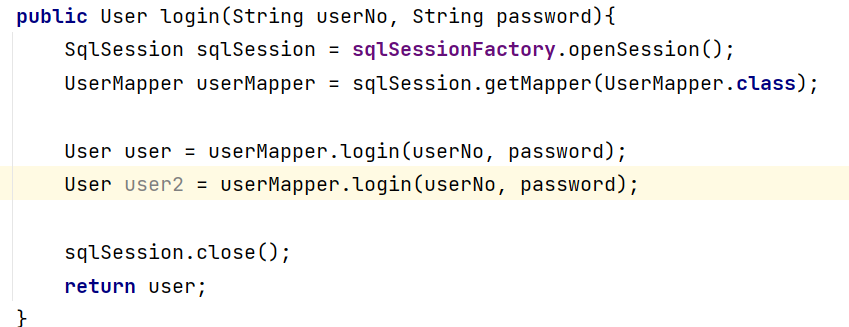 public User login(String userNo, String password){
SqlSession sqlSession = sqlSessionFactory.openSession();
UserMapper userMapper = sqlSession.getMapper(UserMapper.class);
User user = userMapper.login(userNo, password);
User user2 = userMapper.login(userNo, password);
sqlSession.close();
return user;
}